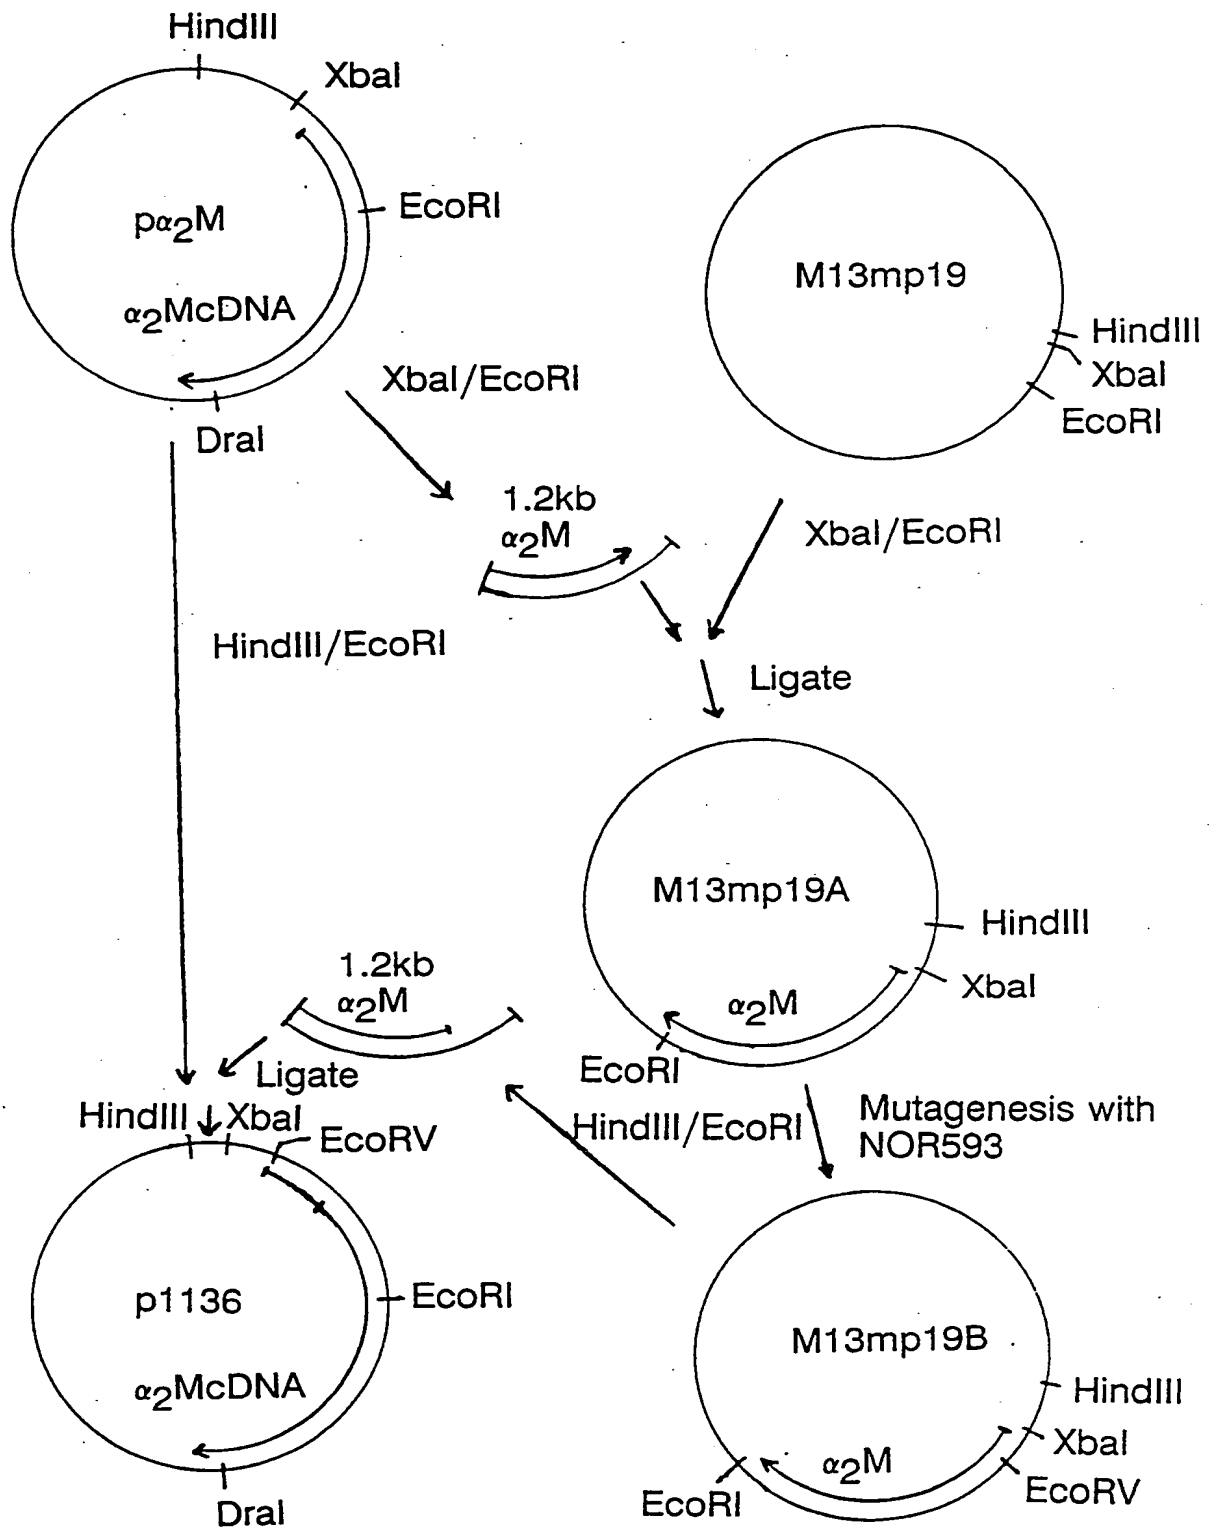 HindIII
XbaI
EcoRI
pα2M
α2McDNA
DraI
M13mp19
HindIII
XbaI
EcoRI
XbaI/EcoRI
1.2kb
α2M
XbaI/EcoRI
HindIII/EcoRI
Ligate
M13mp19A
HindIII
XbaI
α2M
EcoRI
1.2kb
α2M
Ligate
HindIII/EcoRI
Mutagenesis with
NOR593
HindIII
XbaI
EcoRV
EcoRI
p1136
α2McDNA
DraI
M13mp19B
HindIII
XbaI
EcoRV
α2M
EcoRI